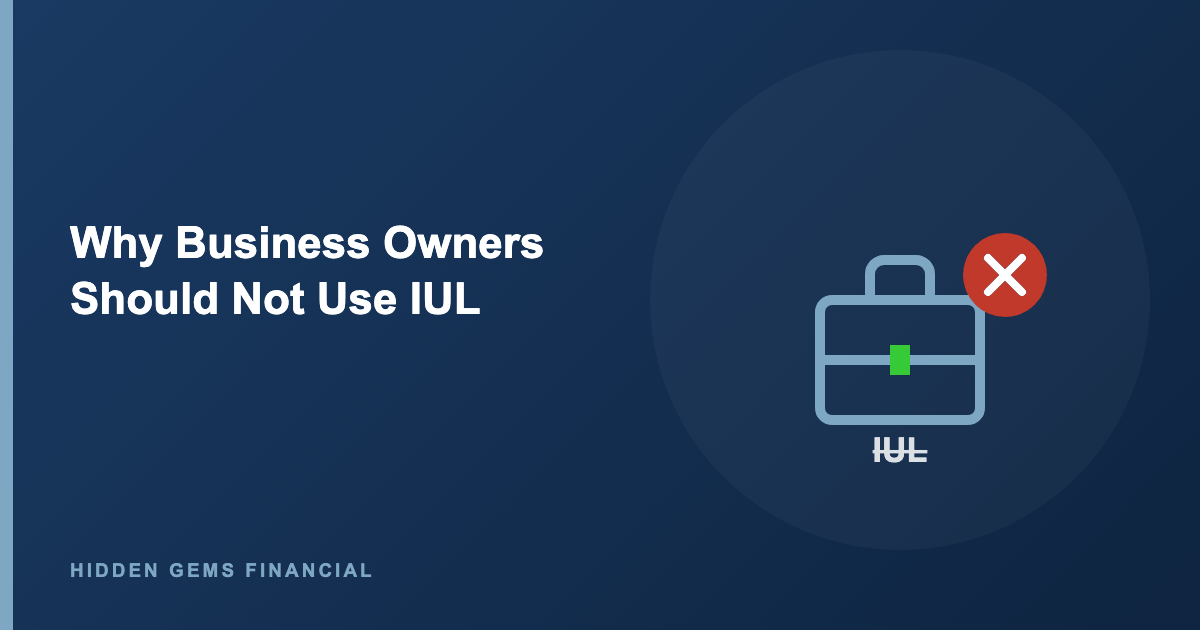 Why Business Owners
Should Not Use IUL
IUL
HIDDEN GEMS FINANCIAL